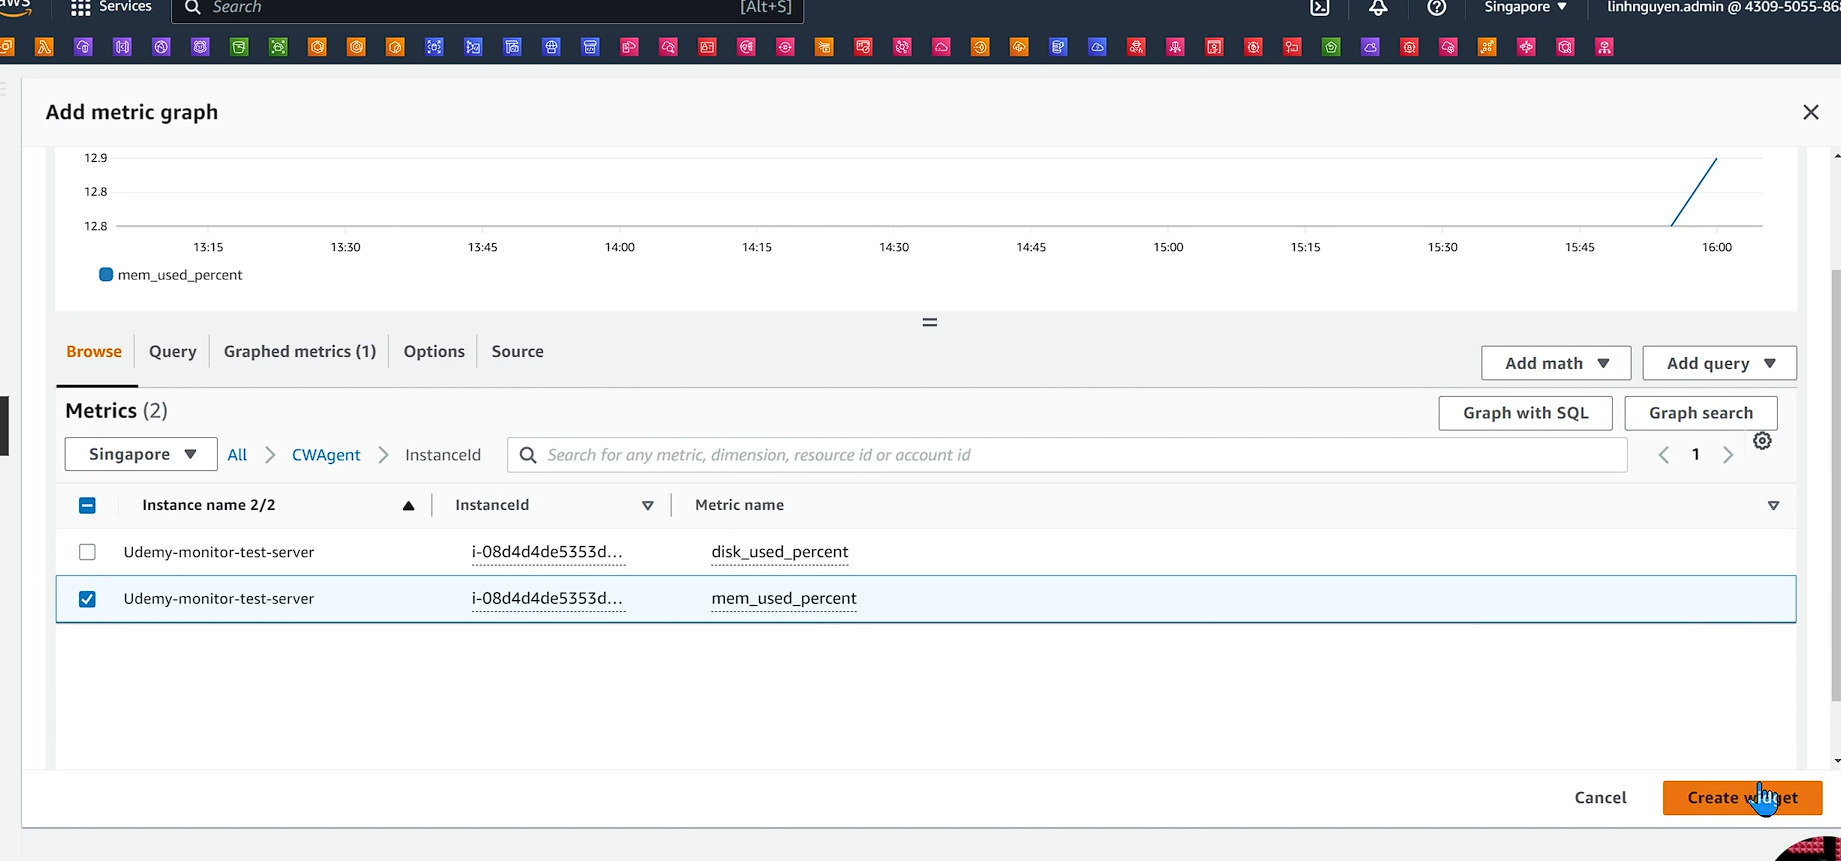 aws Services Search [Alt+S] Singapore linhnguyen.admin @ 4309-5055-86
Add metric graph
12.9
12.8
12.8
13:15 13:30 13:45 14:00 14:15 14:30 14:45 15:00 15:15 15:30 15:45 16:00
mem_used_percent
Browse Query Graphed metrics (1) Options Source
Add math Add query
Metrics (2)
Graph with SQL Graph search
Singapore All CWAgent InstanceId Search for any metric, dimension, resource id or account id 1
Instance name 2/2 InstanceId Metric name
Udemy-monitor-test-server i-08d4d4de5353d... disk_used_percent
Udemy-monitor-test-server i-08d4d4de5353d... mem_used_percent
Cancel Create widget